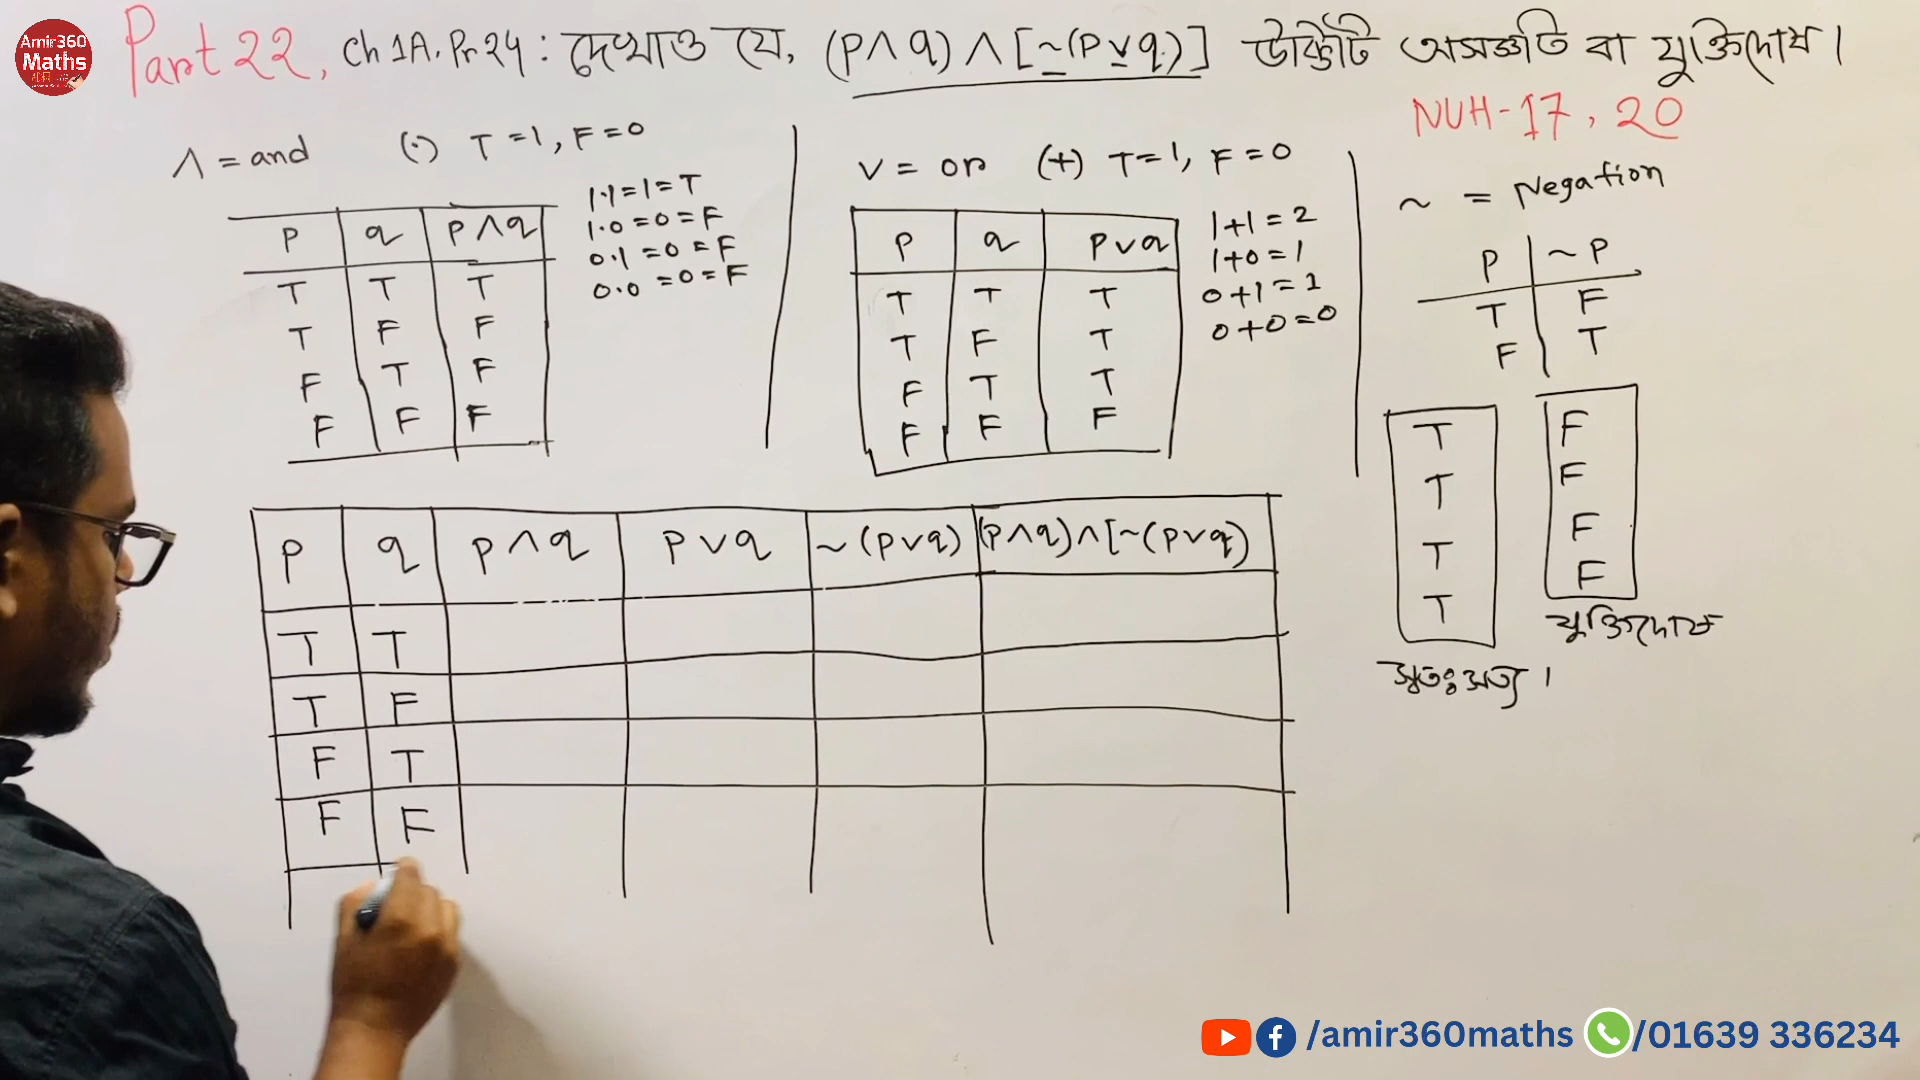 Amir360
Maths
Part 22, Ch 1A. Pr 24 : দেখাও যে, (p ∧ q) ∧ [~(p ∨ q)] উক্তিটি অসঙ্গতি বা যুক্তিদোষ।
NUH-17, 20
∧ = and (·) T=1, F=0
p q p∧q
T T T
T F F
F T F
F F F
1·1=1=T
1·0=0=F
0·1=0=F
0·0=0=F
∨ = or (+) T=1, F=0
p q p∨q
T T T
T F T
F T T
F F F
1+1=2
1+0=1
0+1=1
0+0=0
~ = Negation
p ~p
T F
F T
T
T
T
T
স্বতঃসত্য।
F
F
F
F
যুক্তিদোষ
p q p∧q p∨q ~(p∨q) (p∧q)∧[~(p∨q)
T T
T F
F T
F F
/amir360maths /01639 336234